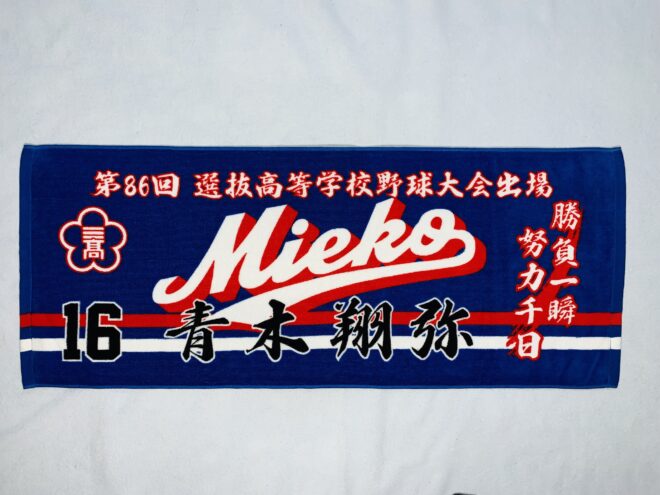 第86回 選抜高等学校野球大会出場
三高
Mieko
勝負一瞬
努力千日
16 青木翔弥